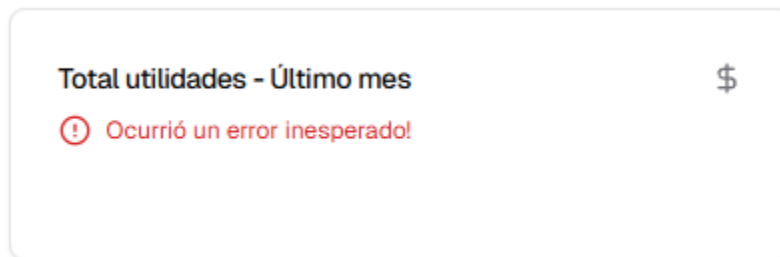 Total utilidades - Último mes $
Ocurrió un error inesperado!